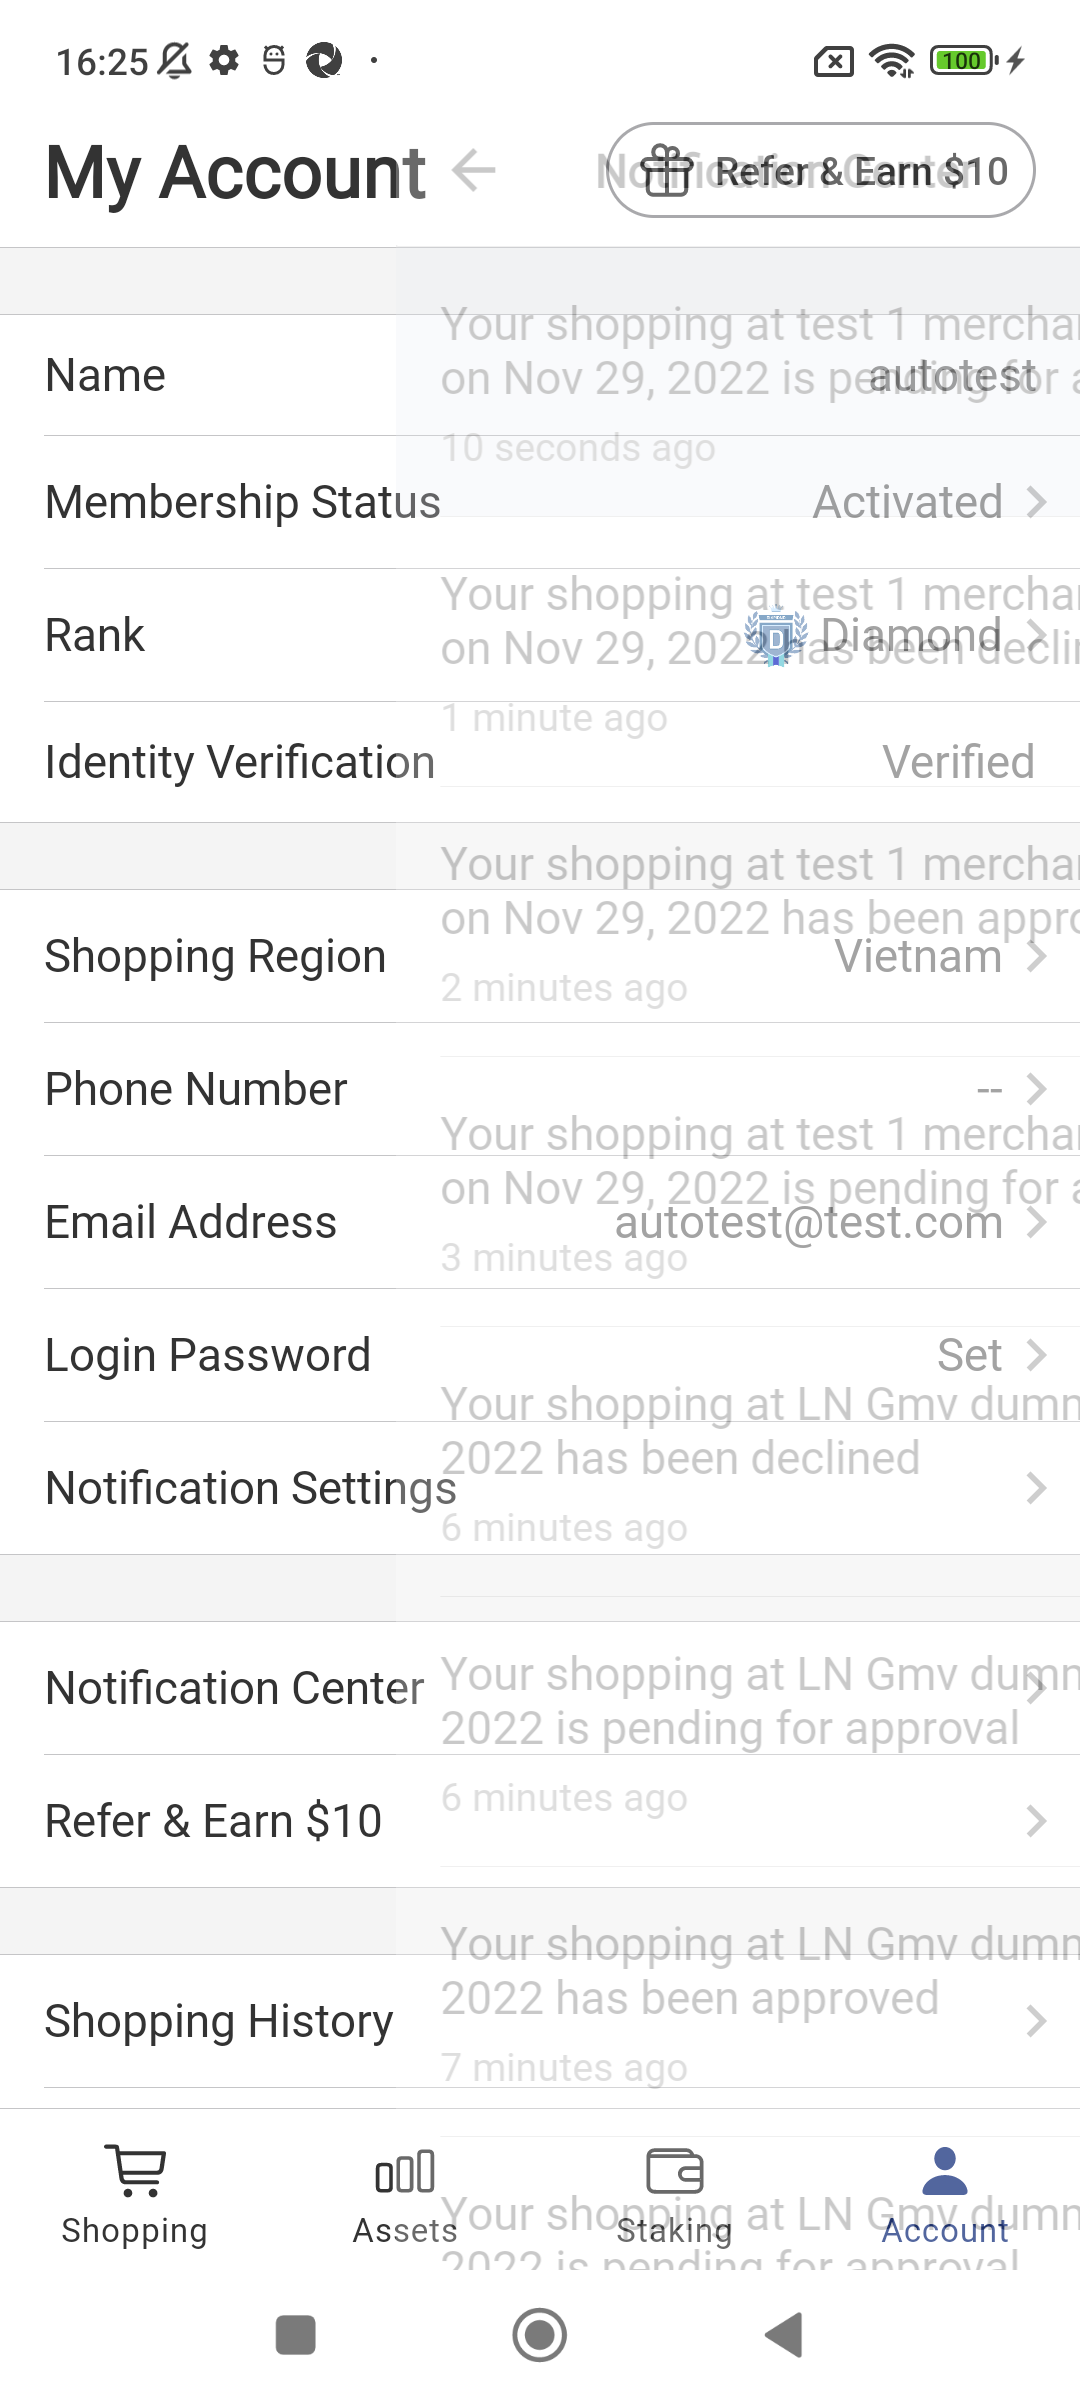 16:25
100
My Account
Notification Center
Refer & Earn $10
Your shopping at test 1 merchan
on Nov 29, 2022 is pending for a
10 seconds ago
Name
autotest
Membership Status
Activated
Your shopping at test 1 merchan
on Nov 29, 2022 has been declin
1 minute ago
Rank
D
Diamond
Identity Verification
Verified
Your shopping at test 1 merchan
on Nov 29, 2022 has been appro
2 minutes ago
Shopping Region
Vietnam
Phone Number
--
Your shopping at test 1 merchan
on Nov 29, 2022 is pending for a
3 minutes ago
Email Address
autotest@test.com
Login Password
Set
Your shopping at LN Gmv dumm
2022 has been declined
6 minutes ago
Notification Settings
Notification Center
Your shopping at LN Gmv dumm
2022 is pending for approval
6 minutes ago
Refer & Earn $10
Your shopping at LN Gmv dumm
2022 has been approved
7 minutes ago
Shopping History
Your shopping at LN Gmv dumm
2022 is pending for approval
Shopping
Assets
Staking
Account